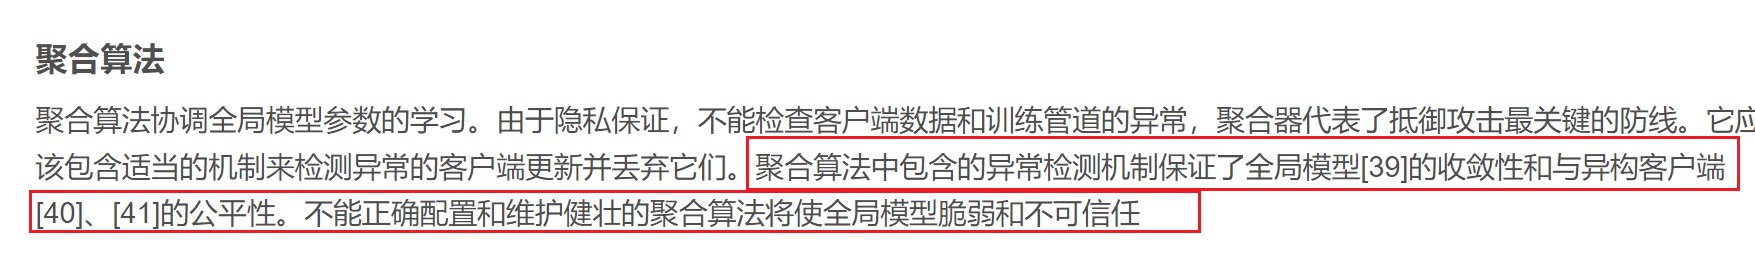 聚合算法
聚合算法协调全局模型参数的学习。由于隐私保证，不能检查客户端数据和训练管道的异常，聚合器代表了抵御攻击最关键的防线。它应
该包含适当的机制来检测异常的客户端更新并丢弃它们。聚合算法中包含的异常检测机制保证了全局模型[39]的收敛性和与异构客户端
[40]、[41]的公平性。不能正确配置和维护健壮的聚合算法将使全局模型脆弱和不可信任